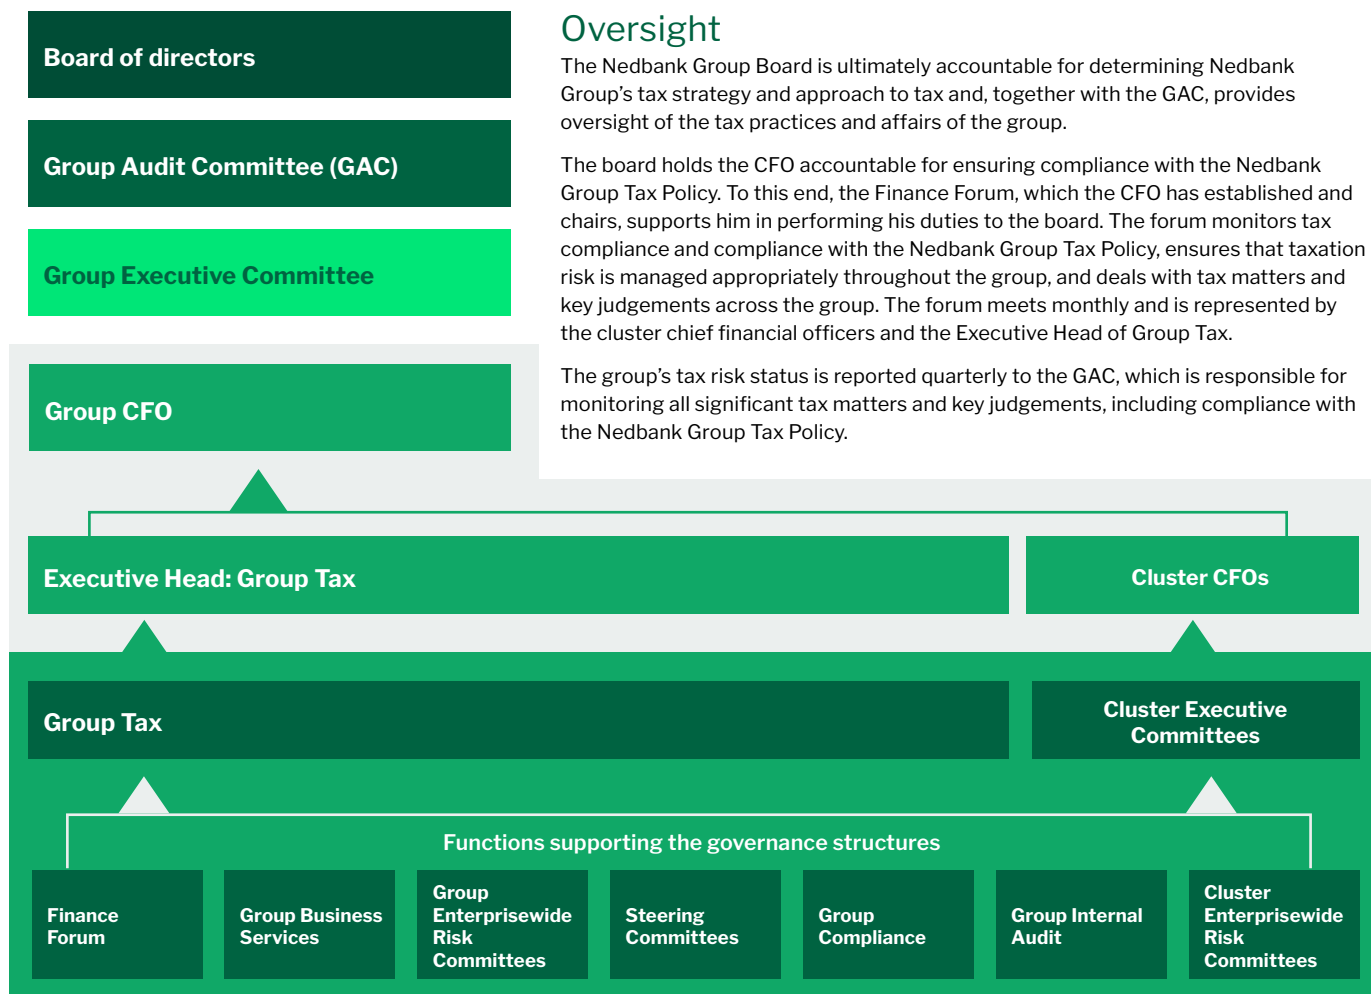 Board of directors
Group Audit Committee (GAC)
Group Executive Committee
Oversight
The Nedbank Group Board is ultimately accountable for determining Nedbank
Group’s tax strategy and approach to tax and, together with the GAC, provides
oversight of the tax practices and affairs of the group.
The board holds the CFO accountable for ensuring compliance with the Nedbank
Group Tax Policy. To this end, the Finance Forum, which the CFO has established and
chairs, supports him in performing his duties to the board. The forum monitors tax
compliance and compliance with the Nedbank Group Tax Policy, ensures that taxation
risk is managed appropriately throughout the group, and deals with tax matters and
key judgements across the group. The forum meets monthly and is represented by
the cluster chief financial officers and the Executive Head of Group Tax.
The group’s tax risk status is reported quarterly to the GAC, which is responsible for
monitoring all significant tax matters and key judgements, including compliance with
the Nedbank Group Tax Policy.
Group CFO
Executive Head: Group Tax
Cluster CFOs
Group Tax
Cluster Executive
Committees
Functions supporting the governance structures
Finance
Forum
Group Business
Services
Group
Enterprisewide
Risk
Committees
Steering
Committees
Group
Compliance
Group Internal
Audit
Cluster
Enterprisewide
Risk
Committees